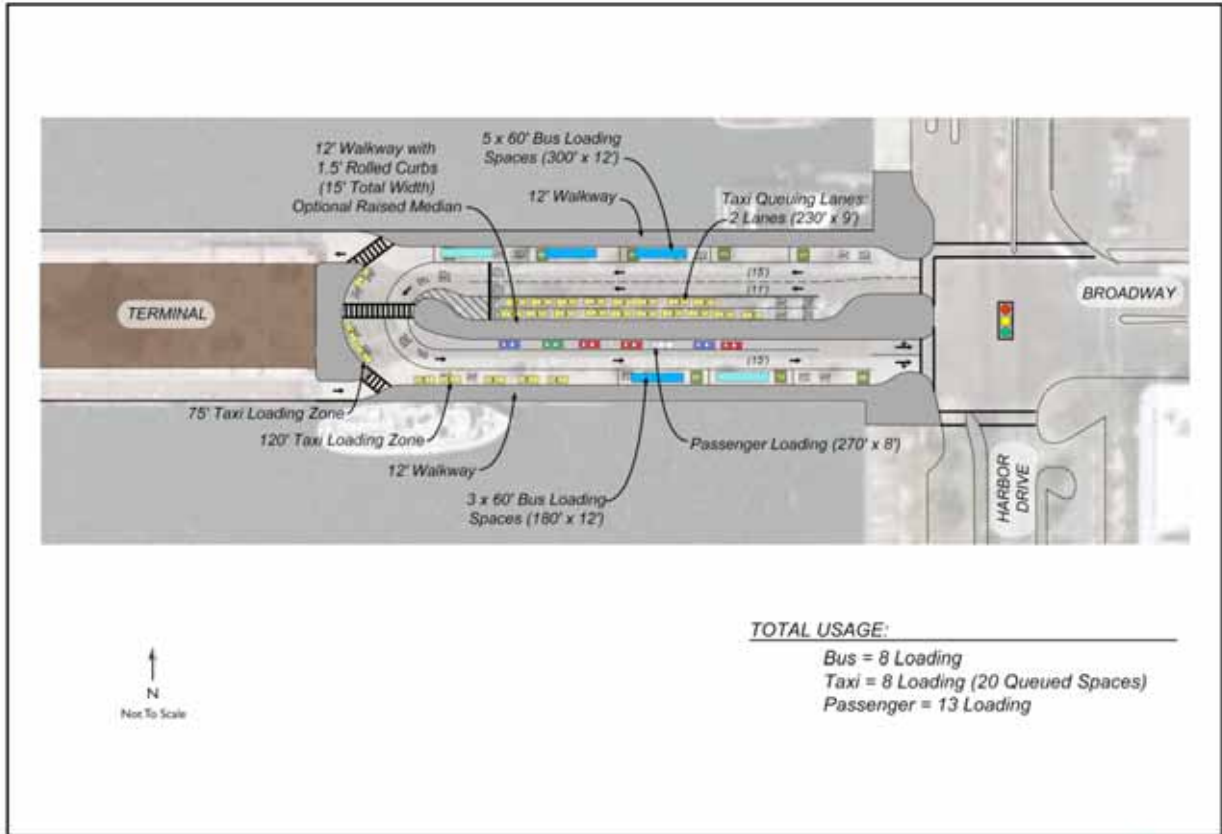 12' Walkway with
1.5' Rolled Curbs
(15' Total Width)
Optional Raised Median
5 x 60' Bus Loading
Spaces (300' x 12')
12' Walkway
Taxi Queuing Lanes:
2 Lanes (230' x 9')
(15')
(11')
TERMINAL
BROADWAY
(15')
75' Taxi Loading Zone
120' Taxi Loading Zone
12' Walkway
Passenger Loading (270' x 8')
3 x 60' Bus Loading
Spaces (180' x 12')
HARBOR
DRIVE
TOTAL USAGE:
Bus = 8 Loading
Taxi = 8 Loading (20 Queued Spaces)
Passenger = 13 Loading
N
Not To Scale